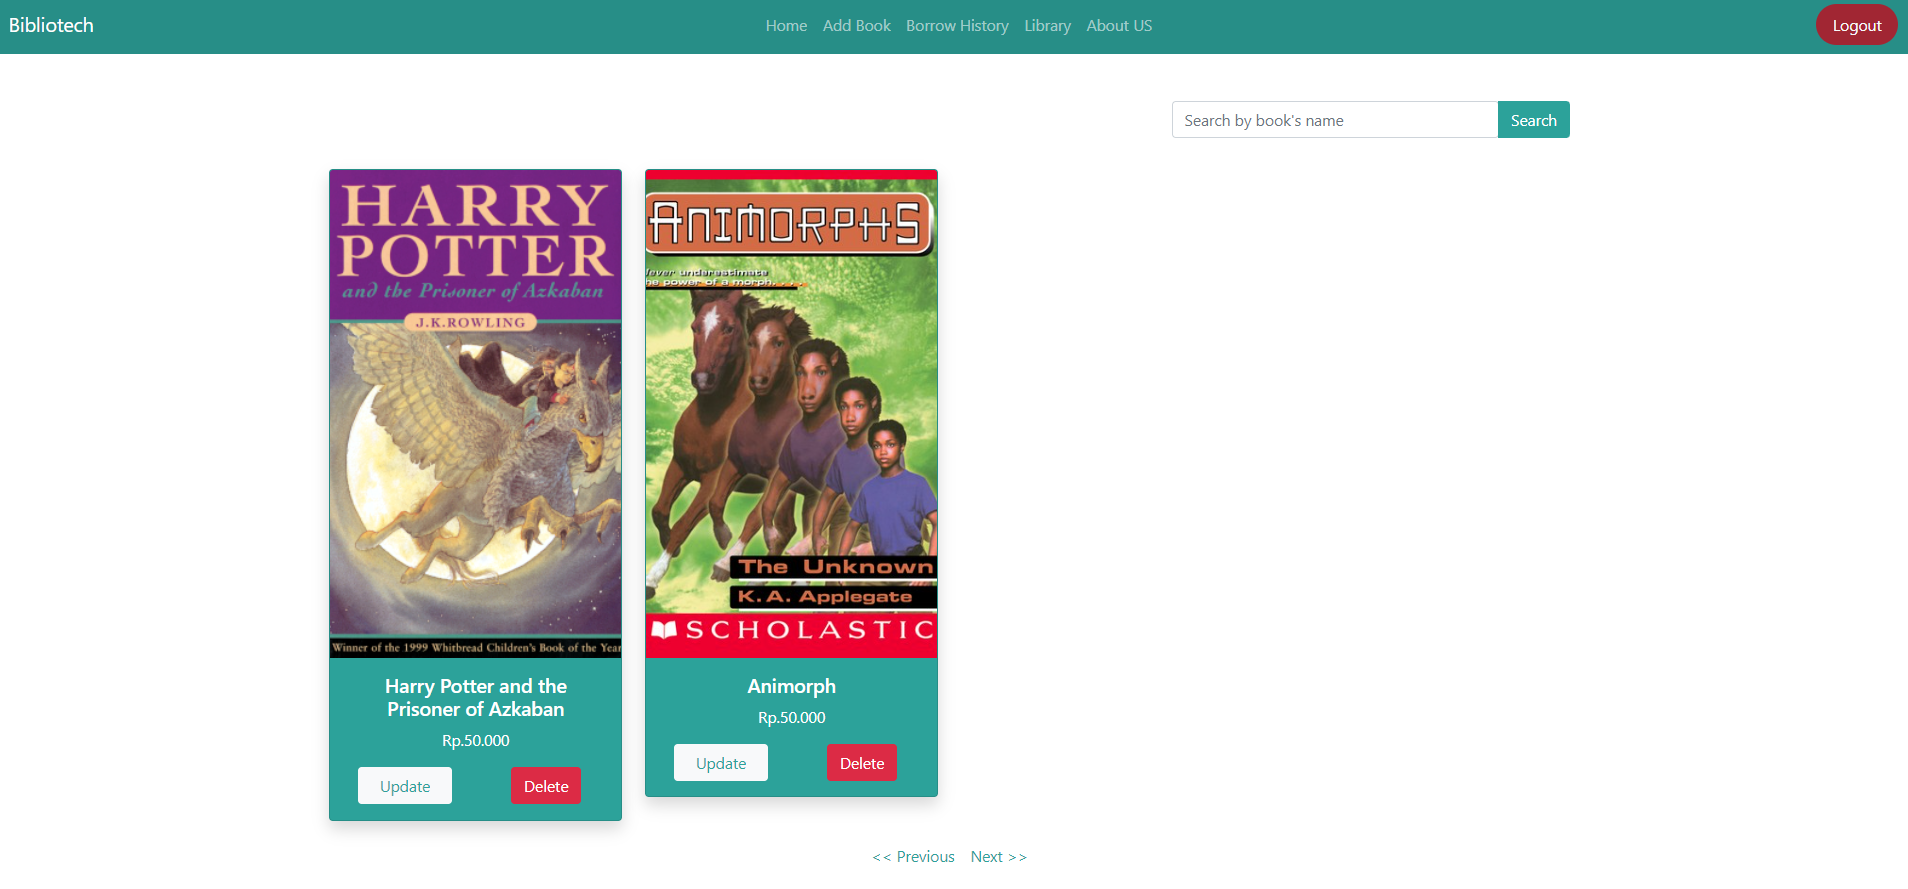 Bibliotech
Home Add Book Borrow History Library About US
Logout
Search by book's name
Search
HARRY
POTTER
and the Prisoner of Azkaban
J.K.ROWLING
Winner of the 1999 Whitbread Children's Book of the Year
Harry Potter and the
Prisoner of Azkaban
Rp.50.000
Update
Delete
ANIMORPHS
never underestimate
he power of a morph.
The Unknown
K.A. Applegate
SCHOLASTIC
Animorph
Rp.50.000
Update
Delete
<< Previous Next >>